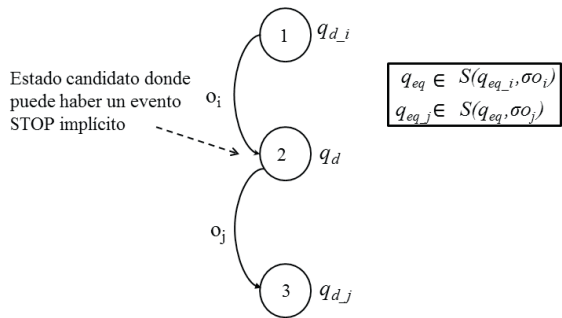 1 q_{d_i}
Estado candidato donde
puede haber un evento
STOP implícito
o_i
q_{eq} ∈ S(q_{eq_i},σo_i)
q_{eq_j} ∈ S(q_{eq},σo_j)
2 q_d
o_j
3 q_{d_j}